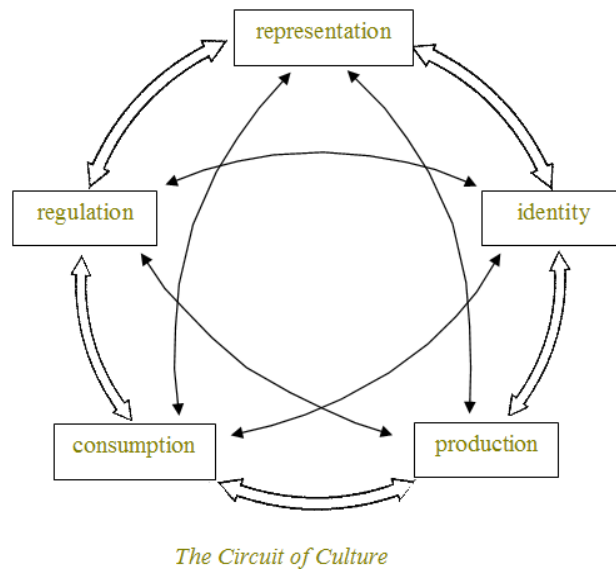 representation
regulation
identity
consumption
production
The Circuit of Culture